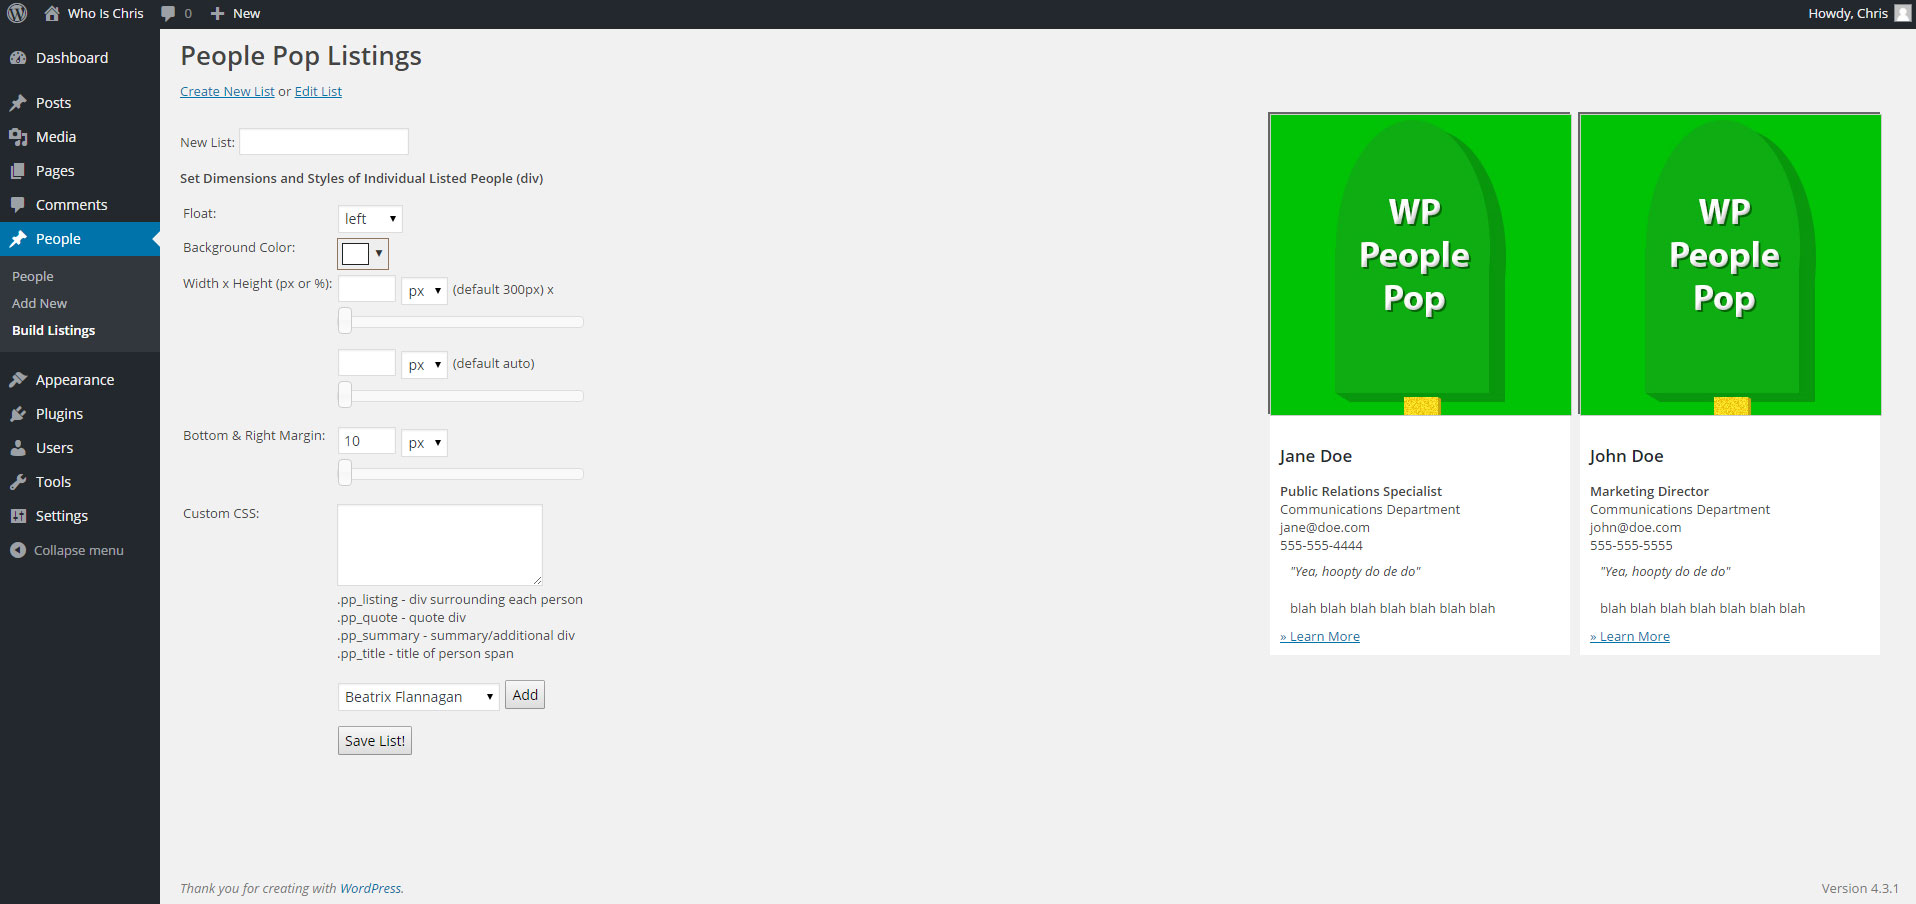 Who Is Chris 0 New Howdy, Chris
Dashboard
Posts
Media
Pages
Comments
People
People
Add New
Build Listings
Appearance
Plugins
Users
Tools
Settings
Collapse menu
People Pop Listings
Create New List or Edit List
New List:
Set Dimensions and Styles of Individual Listed People (div)
Float: left
Background Color:
Width x Height (px or %): px (default 300px) x
px (default auto)
Bottom & Right Margin: 10 px
Custom CSS:
.pp_listing - div surrounding each person
.pp_quote - quote div
.pp_summary - summary/additional div
.pp_title - title of person span
Beatrix Flannagan Add
Save List!
WP
People
Pop
Jane Doe
Public Relations Specialist
Communications Department
jane@doe.com
555-555-4444
"Yea, hoopty do de do"
blah blah blah blah blah blah blah
» Learn More
WP
People
Pop
John Doe
Marketing Director
Communications Department
john@doe.com
555-555-5555
"Yea, hoopty do de do"
blah blah blah blah blah blah blah
» Learn More
Thank you for creating with WordPress. Version 4.3.1